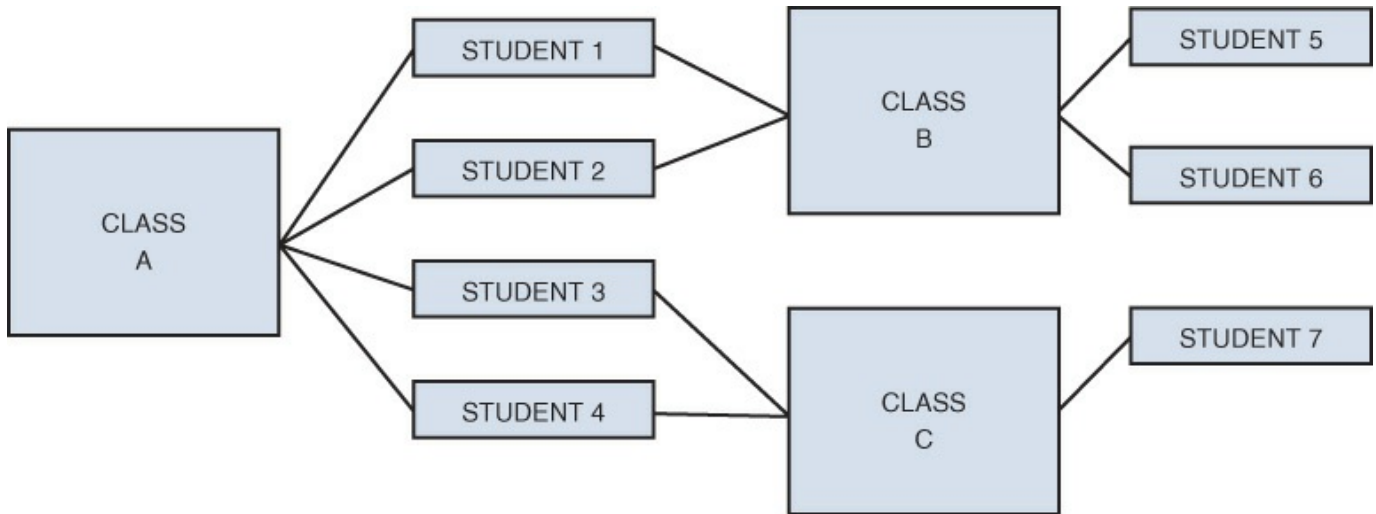 CLASS
A
STUDENT 1
STUDENT 2
STUDENT 3
STUDENT 4
CLASS
B
CLASS
C
STUDENT 5
STUDENT 6
STUDENT 7